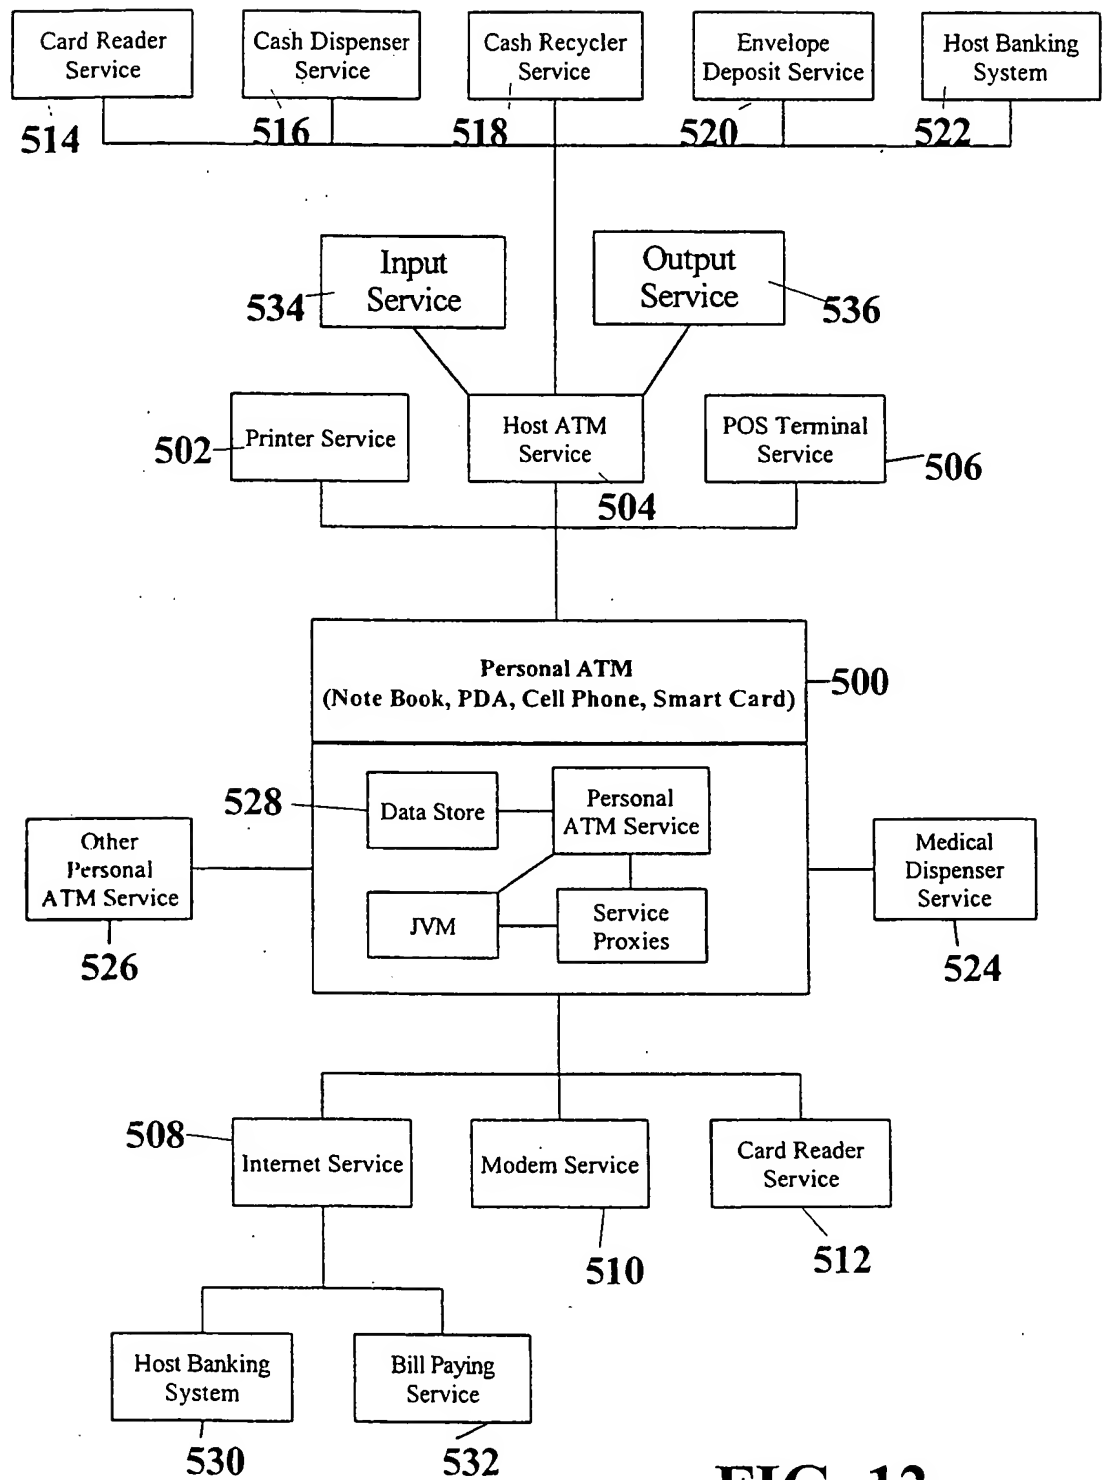 Card Reader
Service
Cash Dispenser
Service
Cash Recycler
Service
Envelope
Deposit Service
Host Banking
System
514
516
518
520
522
Input
Service
Output
Service
534
536
Printer Service
Host ATM
Service
POS Terminal
Service
502
504
506
Personal ATM
(Note Book, PDA, Cell Phone, Smart Card)
500
528
Data Store
Personal
ATM Service
JVM
Service
Proxies
Other
Personal
ATM Service
526
Medical
Dispenser
Service
524
508
Internet Service
Modem Service
Card Reader
Service
510
512
Host Banking
System
Bill Paying
Service
530
532